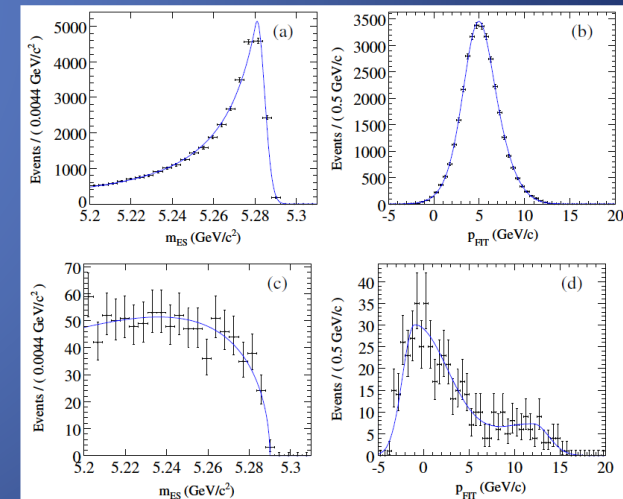 (a)
Events / ( 0.0044 GeV/c² )
5000
4000
3000
2000
1000
0
5.2 5.22 5.24 5.26 5.28 5.3
m_ES (GeV/c²)
(b)
Events / ( 0.5 GeV/c )
3500
3000
2500
2000
1500
1000
500
0
-5 0 5 10 15 20
p_FIT (GeV/c)
(c)
Events / ( 0.0044 GeV/c² )
70
60
50
40
30
20
10
0
5.2 5.22 5.24 5.26 5.28 5.3
m_ES (GeV/c²)
(d)
Events / ( 0.5 GeV/c )
40
35
30
25
20
15
10
5
0
-5 0 5 10 15 20
p_FIT (GeV/c)